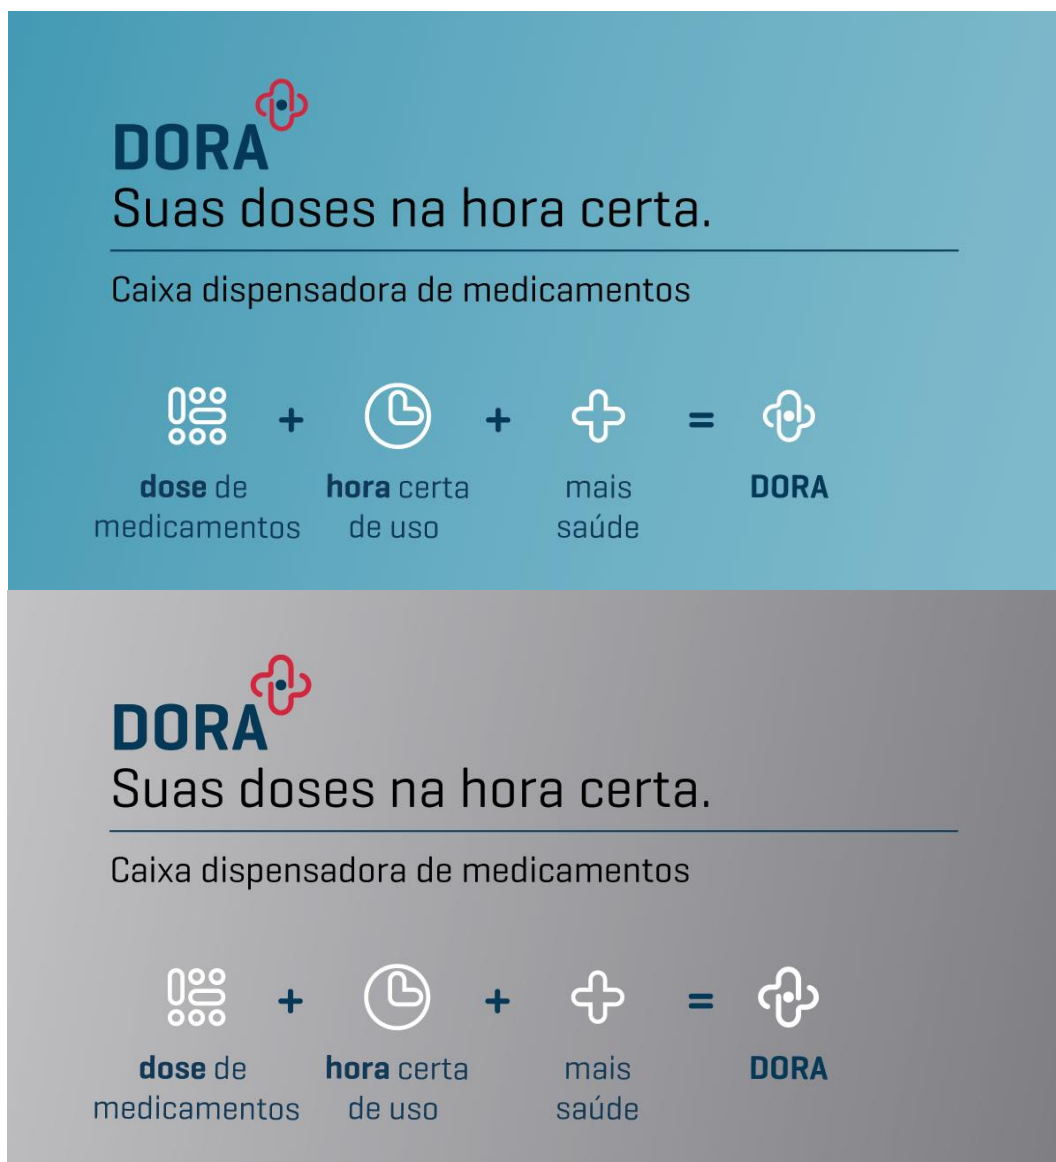 DORA
Suas doses na hora certa.
Caixa dispensadora de medicamentos
+ + =
dose de hora certa mais DORA
medicamentos de uso saúde
DORA
Suas doses na hora certa.
Caixa dispensadora de medicamentos
+ + =
dose de hora certa mais DORA
medicamentos de uso saúde